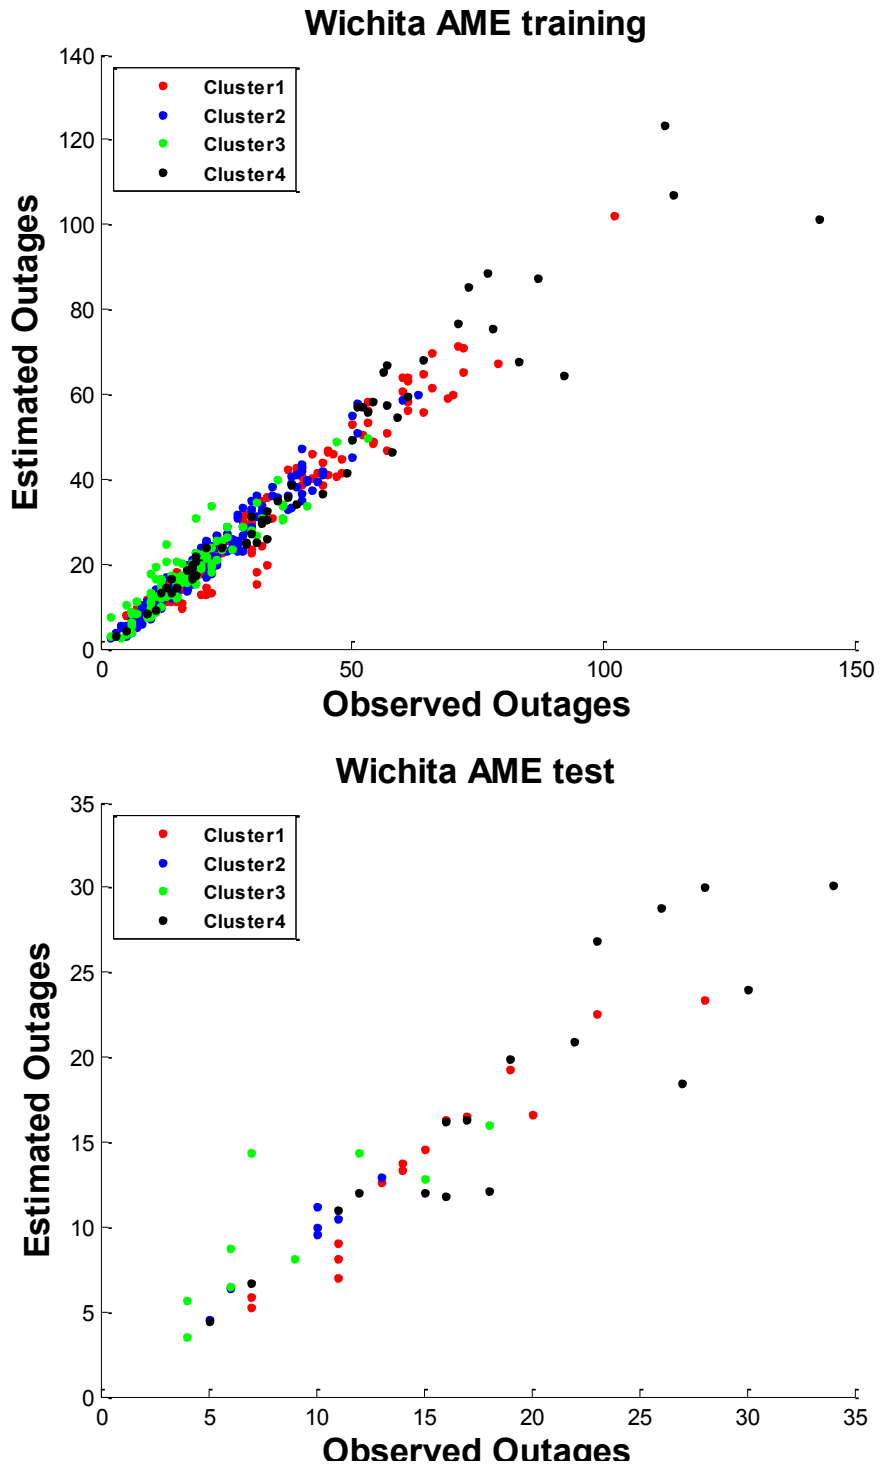 Wichita AME training
140
120
100
80
60
40
20
0
Estimated Outages
Cluster1
Cluster2
Cluster3
Cluster4
0 50 100 150
Observed Outages
Wichita AME test
35
30
25
20
15
10
5
0
Estimated Outages
Cluster1
Cluster2
Cluster3
Cluster4
0 5 10 15 20 25 30 35
Observed Outages